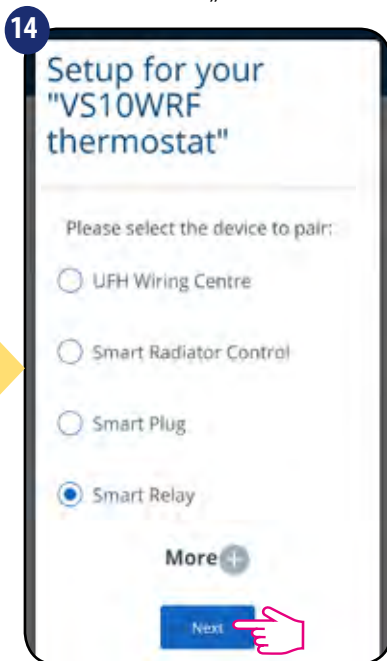 14
Setup for your
"VS10WRF
thermostat"
Please select the device to pair:
UFH Wiring Centre
Smart Radiator Control
Smart Plug
Smart Relay
More
Next